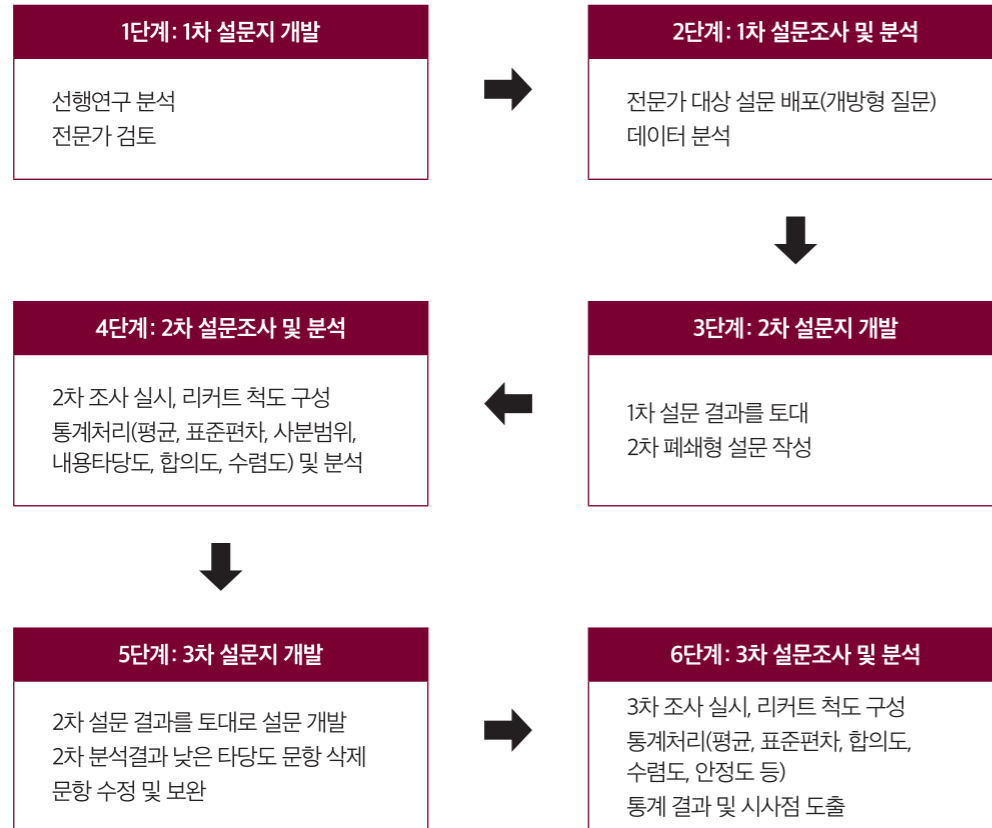 1단계: 1차 설문지 개발
선행연구 분석
전문가 검토
2단계: 1차 설문조사 및 분석
전문가 대상 설문 배포(개방형 질문)
데이터 분석
3단계: 2차 설문지 개발
1차 설문 결과를 토대
2차 폐쇄형 설문 작성
4단계: 2차 설문조사 및 분석
2차 조사 실시, 리커트 척도 구성
통계처리(평균, 표준편차, 사분범위,
내용타당도, 합의도, 수렴도) 및 분석
5단계: 3차 설문지 개발
2차 설문 결과를 토대로 설문 개발
2차 분석결과 낮은 타당도 문항 삭제
문항 수정 및 보완
6단계: 3차 설문조사 및 분석
3차 조사 실시, 리커트 척도 구성
통계처리(평균, 표준편차, 합의도,
수렴도, 안정도 등)
통계 결과 및 시사점 도출